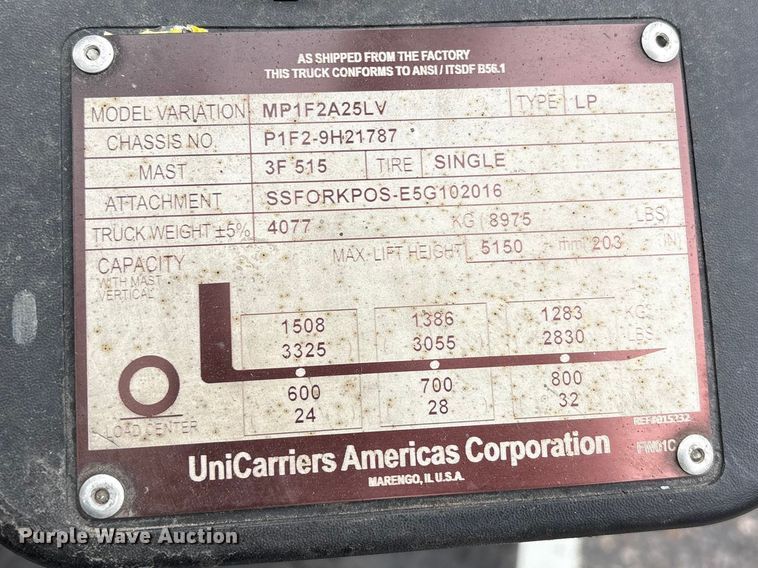 AS SHIPPED FROM THE FACTORY
THIS TRUCK CONFORMS TO ANSI / ITSDF B56.1
MODEL VARIATION MP1F2A25LV TYPE LP
CHASSIS NO. P1F2-9H21787
MAST 3F 515 TIRE SINGLE
ATTACHMENT SSFORKPOS-E5G102016
TRUCK WEIGHT ±5% 4077 KG ( 8975 LBS)
CAPACITY MAX-LIFT HEIGHT 5150 mm 203 IN
WITH MAST
VERTICAL
1508 1386 1283 KGS
3325 3055 2830 LBS
600 700 800
24 28 32
LOAD CENTER
UniCarriers Americas Corporation FW01C
MARENGO, IL U.S.A.
Purple Wave Auction